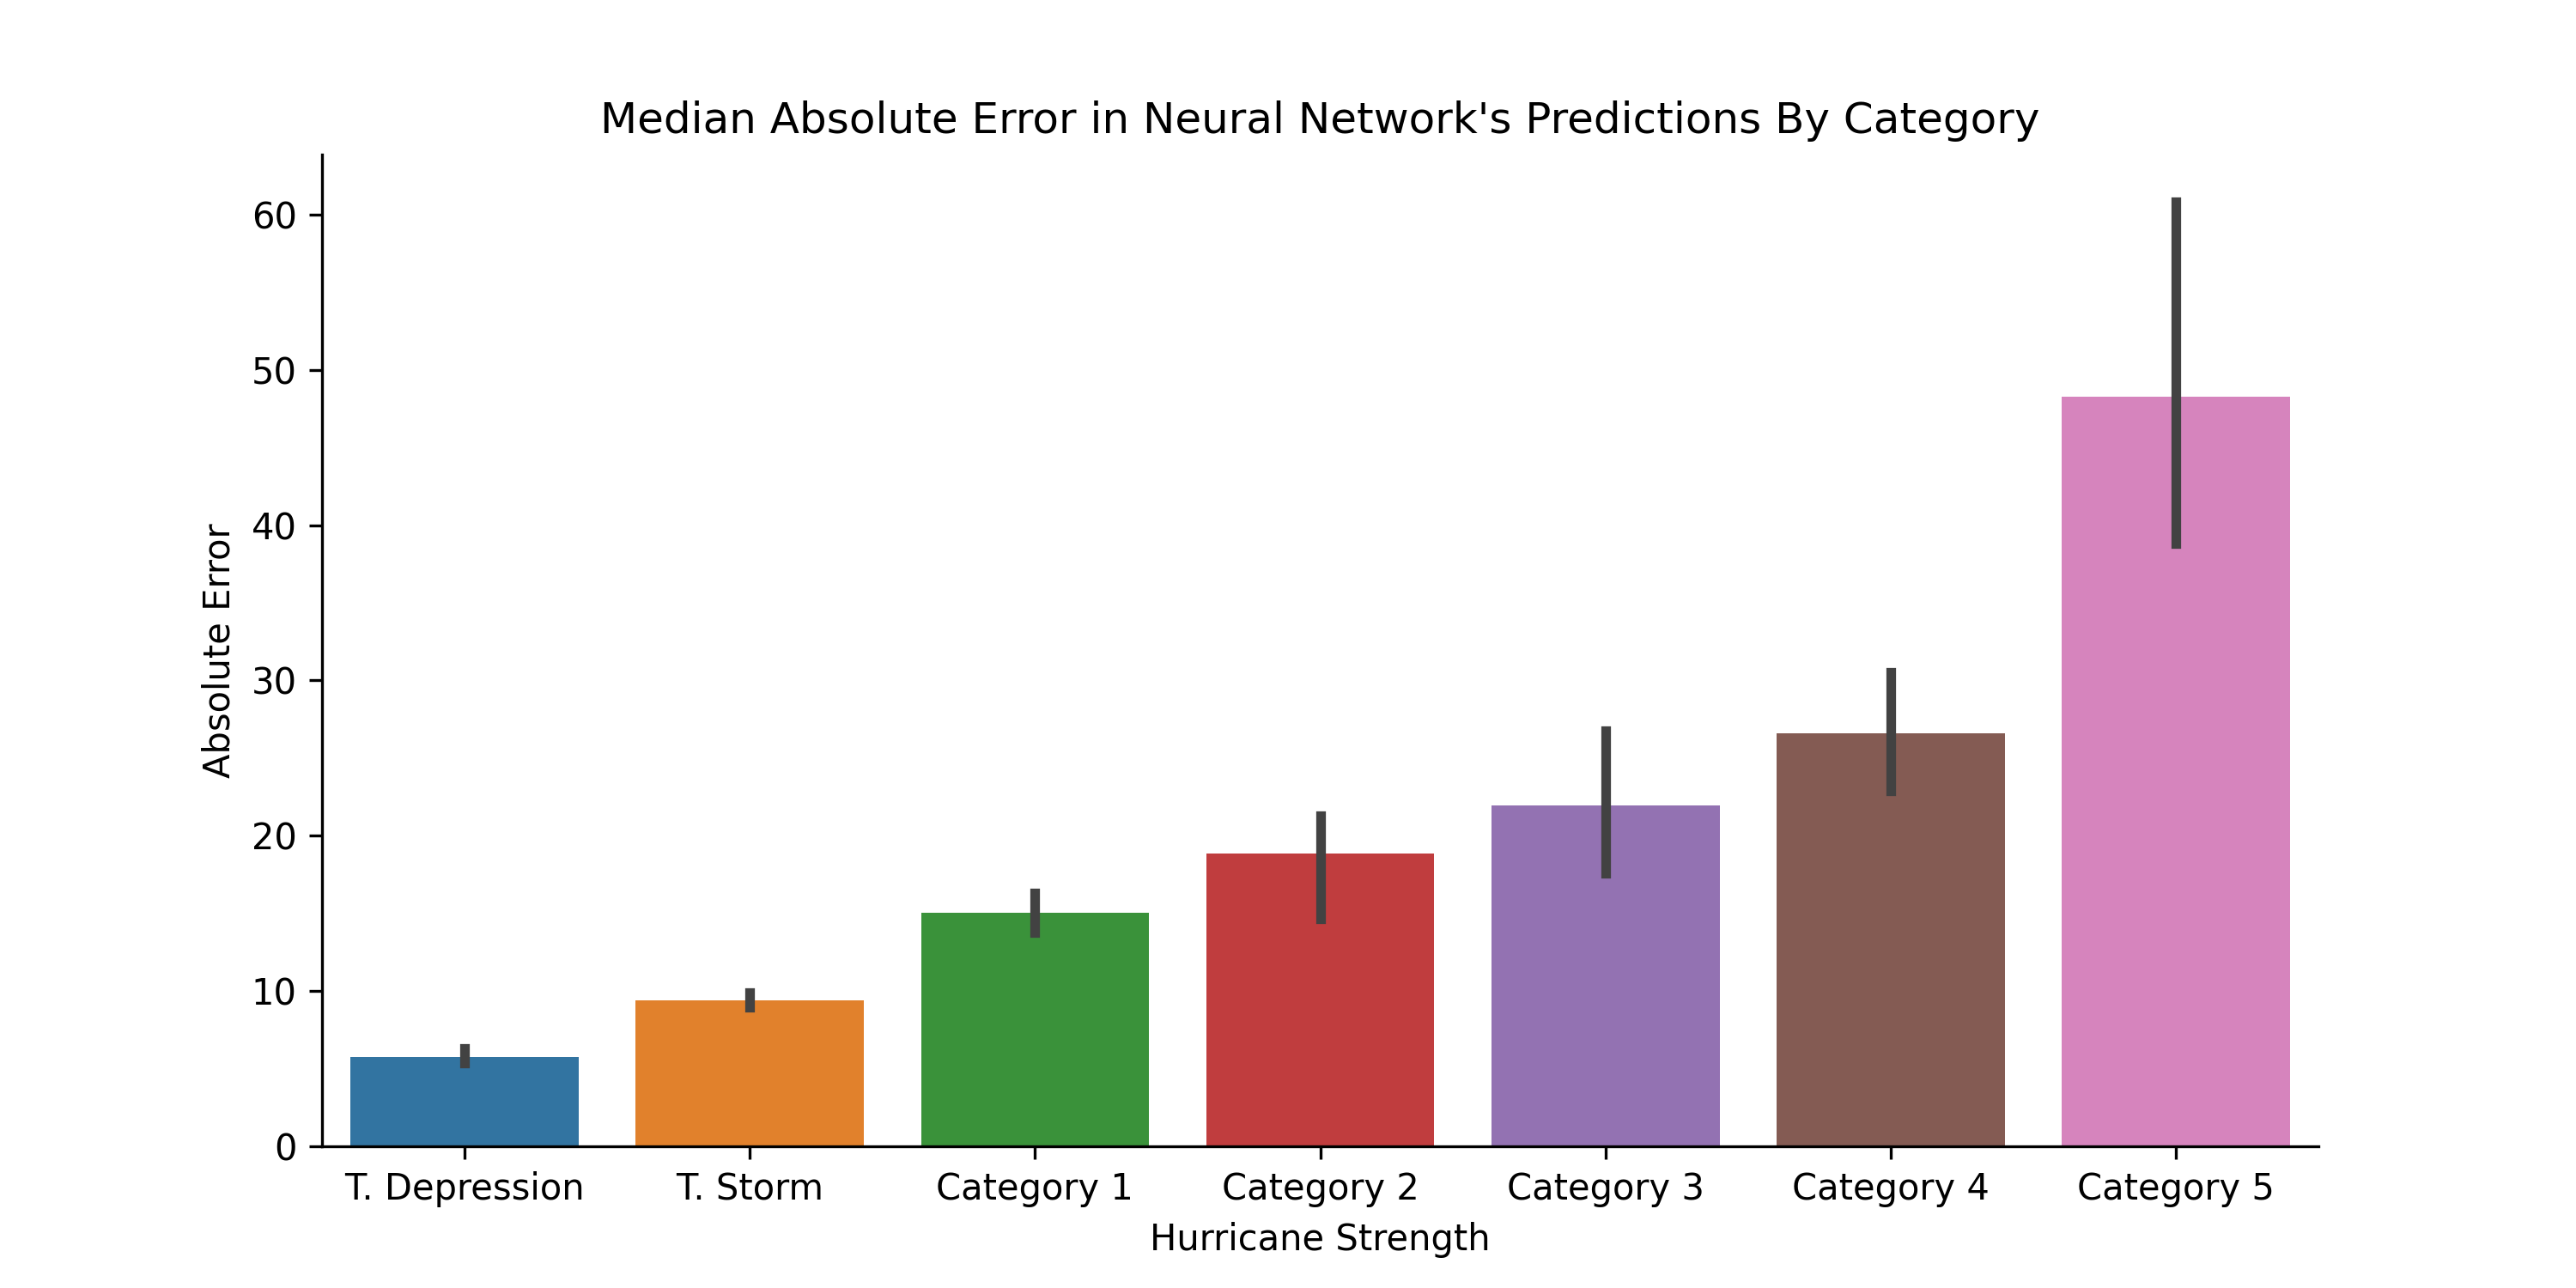 Median Absolute Error in Neural Network's Predictions By Category
60
50
40
30
20
10
0
Absolute Error
T. Depression
T. Storm
Category 1
Category 2
Category 3
Category 4
Category 5
Hurricane Strength